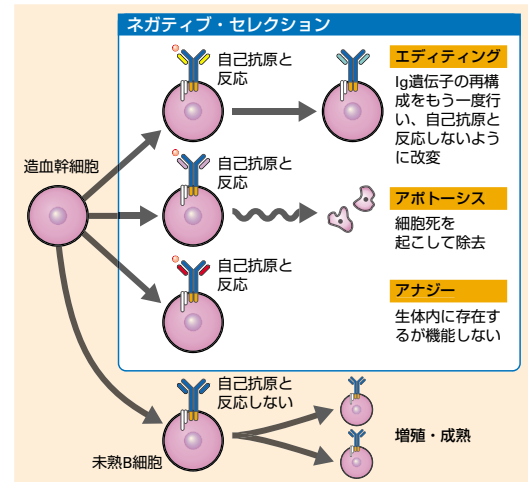 ネガティブ・セレクション
自己抗原と
反応
エディティング
Ig遺伝子の再構
成をもう一度行
い、自己抗原と
反応しないよう
に改変
造血幹細胞
自己抗原と
反応
アポトーシス
細胞死を
起こして除去
自己抗原と
反応
アナジー
生体内に存在す
るが機能しない
自己抗原と
反応しない
未熟B細胞
増殖・成熟